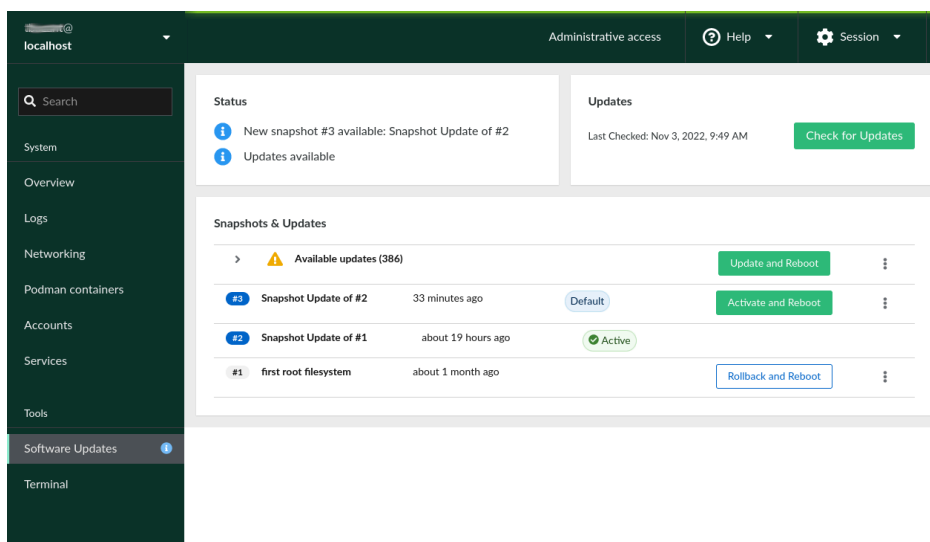 @
localhost
Administrative access
Help
Session
Search
System
Overview
Logs
Networking
Podman containers
Accounts
Services
Tools
Software Updates
Terminal
Status
New snapshot #3 available: Snapshot Update of #2
Updates available
Updates
Last Checked: Nov 3, 2022, 9:49 AM
Check for Updates
Snapshots & Updates
Available updates (386)
Update and Reboot
#3 Snapshot Update of #2 33 minutes ago Default Activate and Reboot
#2 Snapshot Update of #1 about 19 hours ago Active
#1 first root filesystem about 1 month ago Rollback and Reboot